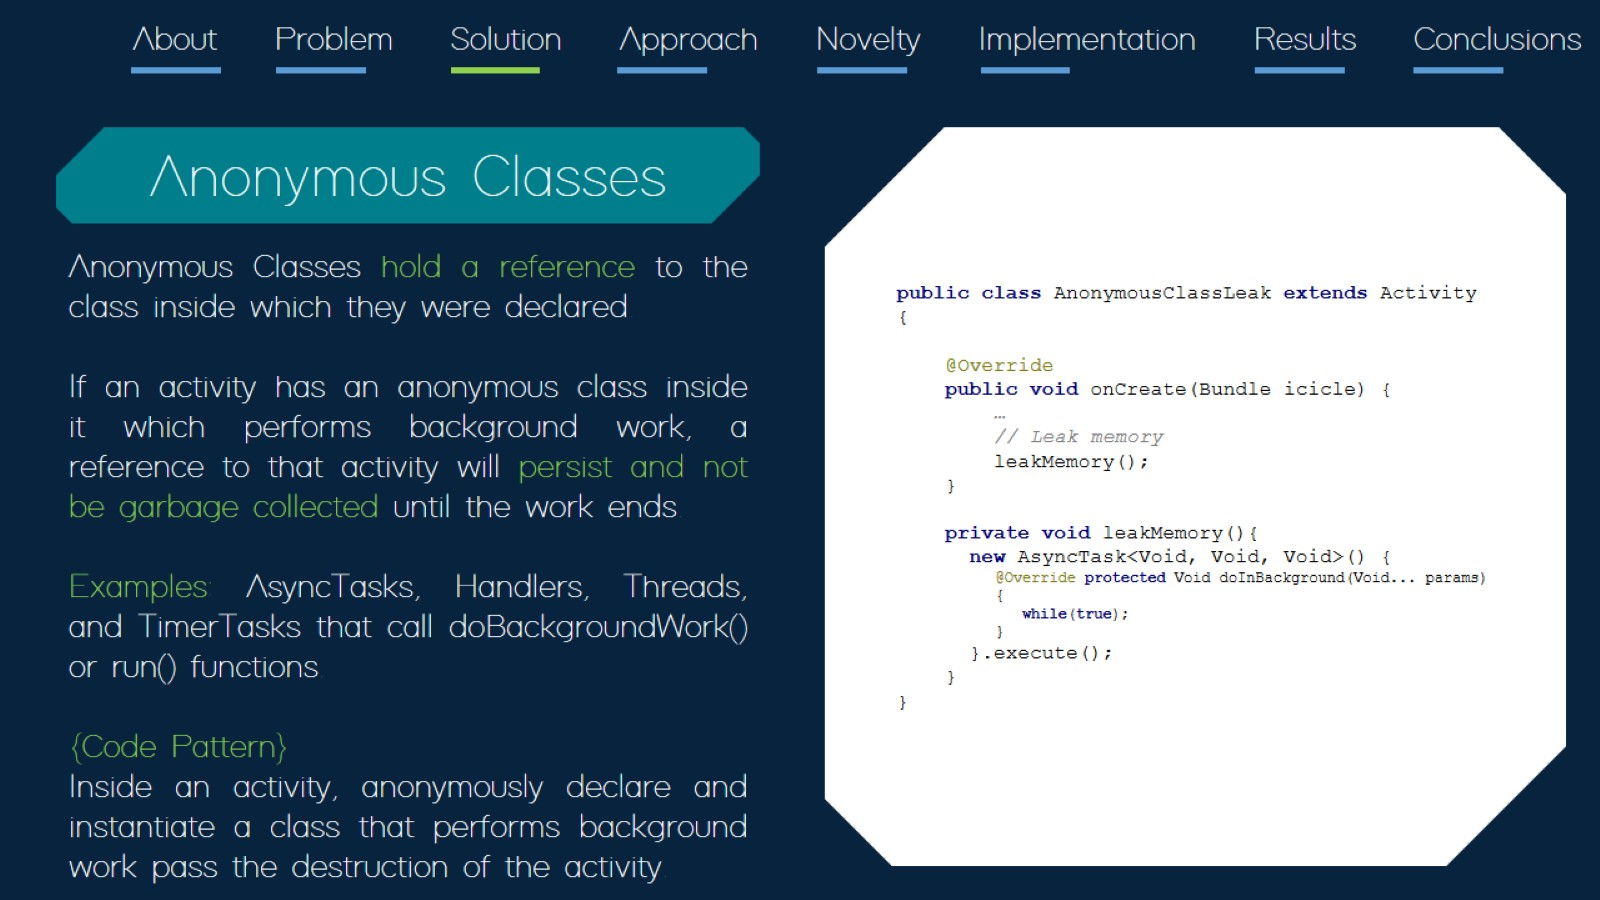 About Problem Solution Approach Novelty Implementation Results Conclusions
Anonymous Classes
Anonymous Classes hold a reference to the
class inside which they were declared
If an activity has an anonymous class inside
it which performs background work, a
reference to that activity will persist and not
be garbage collected until the work ends
Examples: AsyncTasks, Handlers, Threads,
and TimerTasks that call doBackgroundWork()
or run() functions
{Code Pattern}
Inside an activity, anonymously declare and
instantiate a class that performs background
work pass the destruction of the activity.
public class AnonymousClassLeak extends Activity
{
@Override
public void onCreate(Bundle icicle) {
…
// Leak memory
leakMemory();
}
private void leakMemory(){
new AsyncTask<Void, Void, Void>() {
@Override protected Void doInBackground(Void... params)
{
while(true);
}
}.execute();
}
}